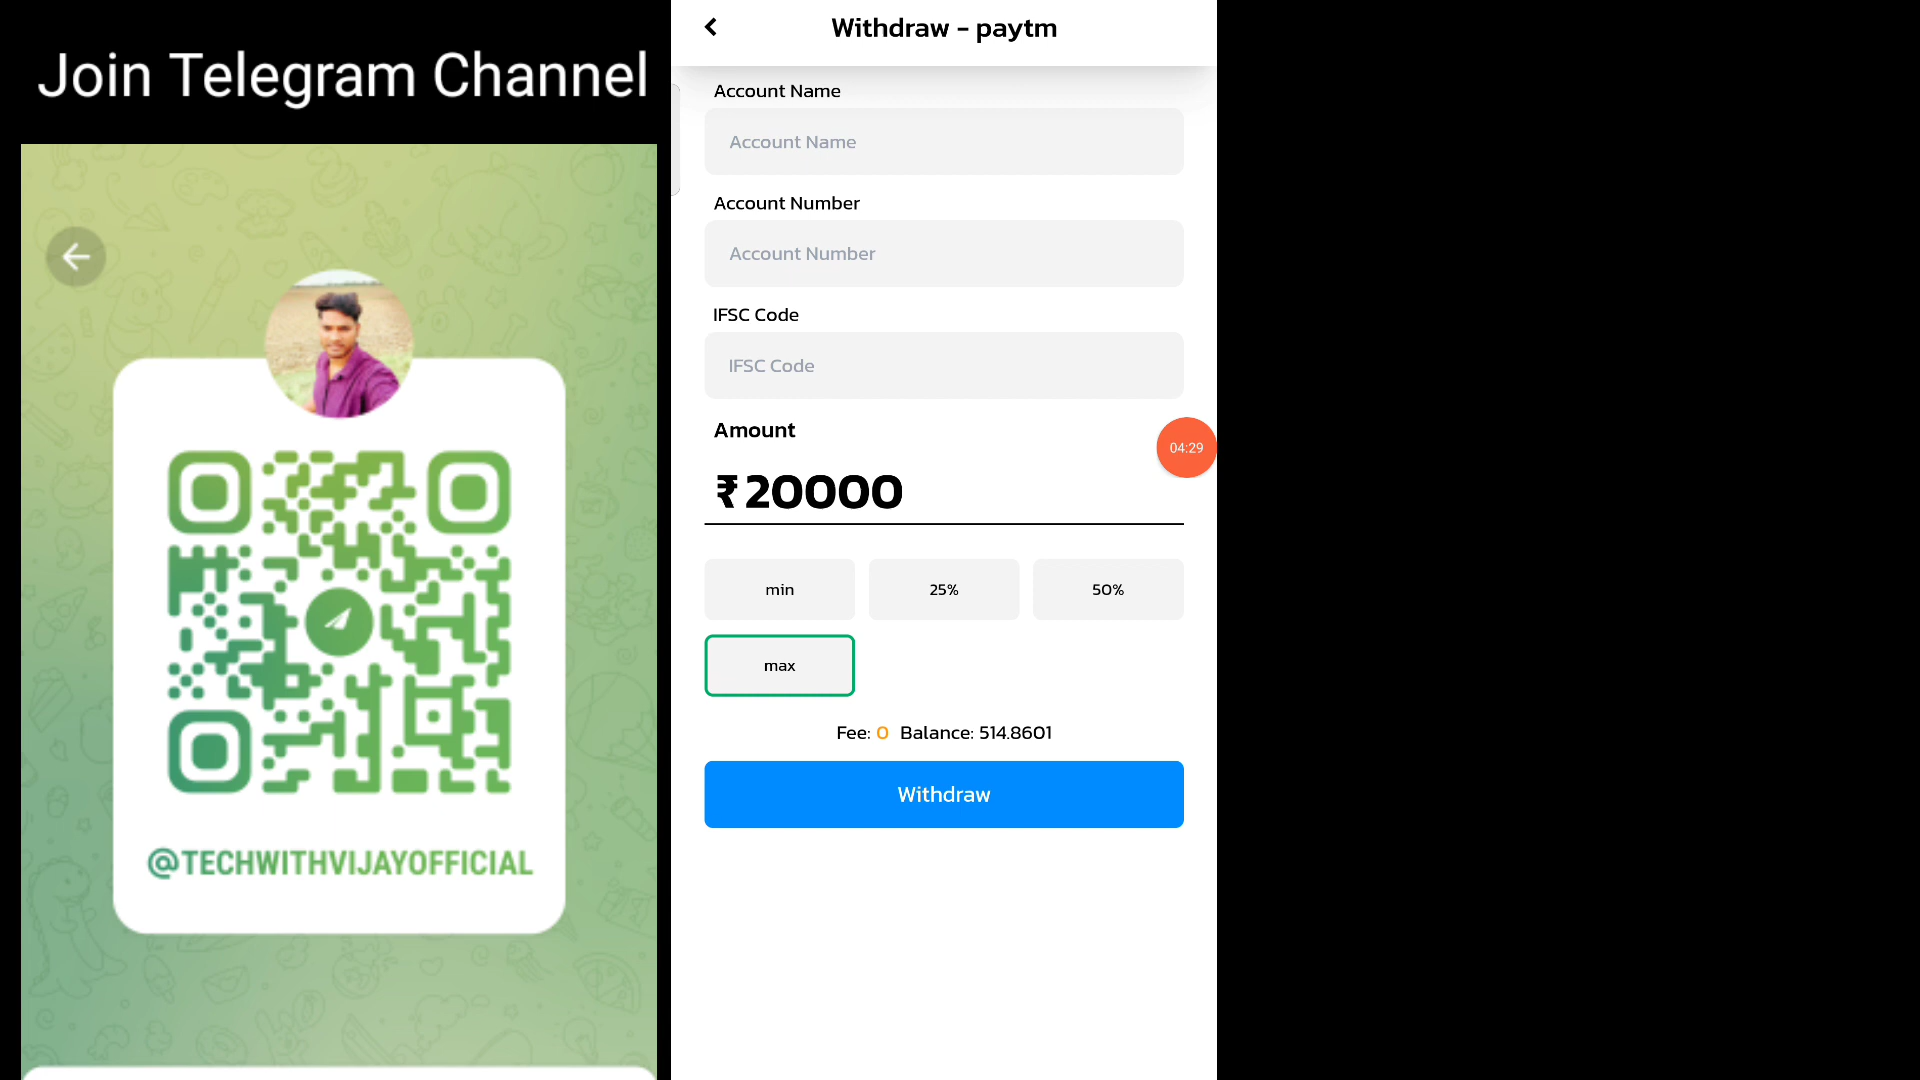 Join Telegram Channel
@TECHWITHVIJAYOFFICIAL
Withdraw - paytm
Account Name
Account Name
Account Number
Account Number
IFSC Code
IFSC Code
Amount
04:29
₹20000
min 25% 50%
max
Fee: 0 Balance: 514.8601
Withdraw